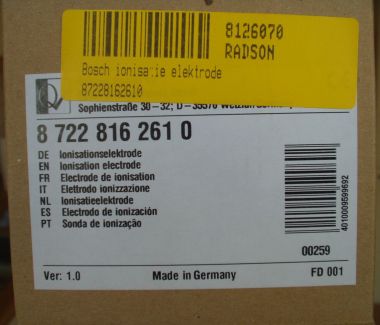 8126070
RADSON
Bosch ionisatie elektrode
87228162610
Sophienstraße 30 - 32; D - 35576 Wetzlar
8 722 816 261 0
DE Ionisationselektrode
EN Ionisation electrode
FR Electrode de ionisation
IT Elettrodo ionizzazione
NL Ionisatieelektrode
ES Electrodo de ionización
PT Sonda de ionização
4010009599692
00259
Ver: 1.0 Made in Germany FD 001